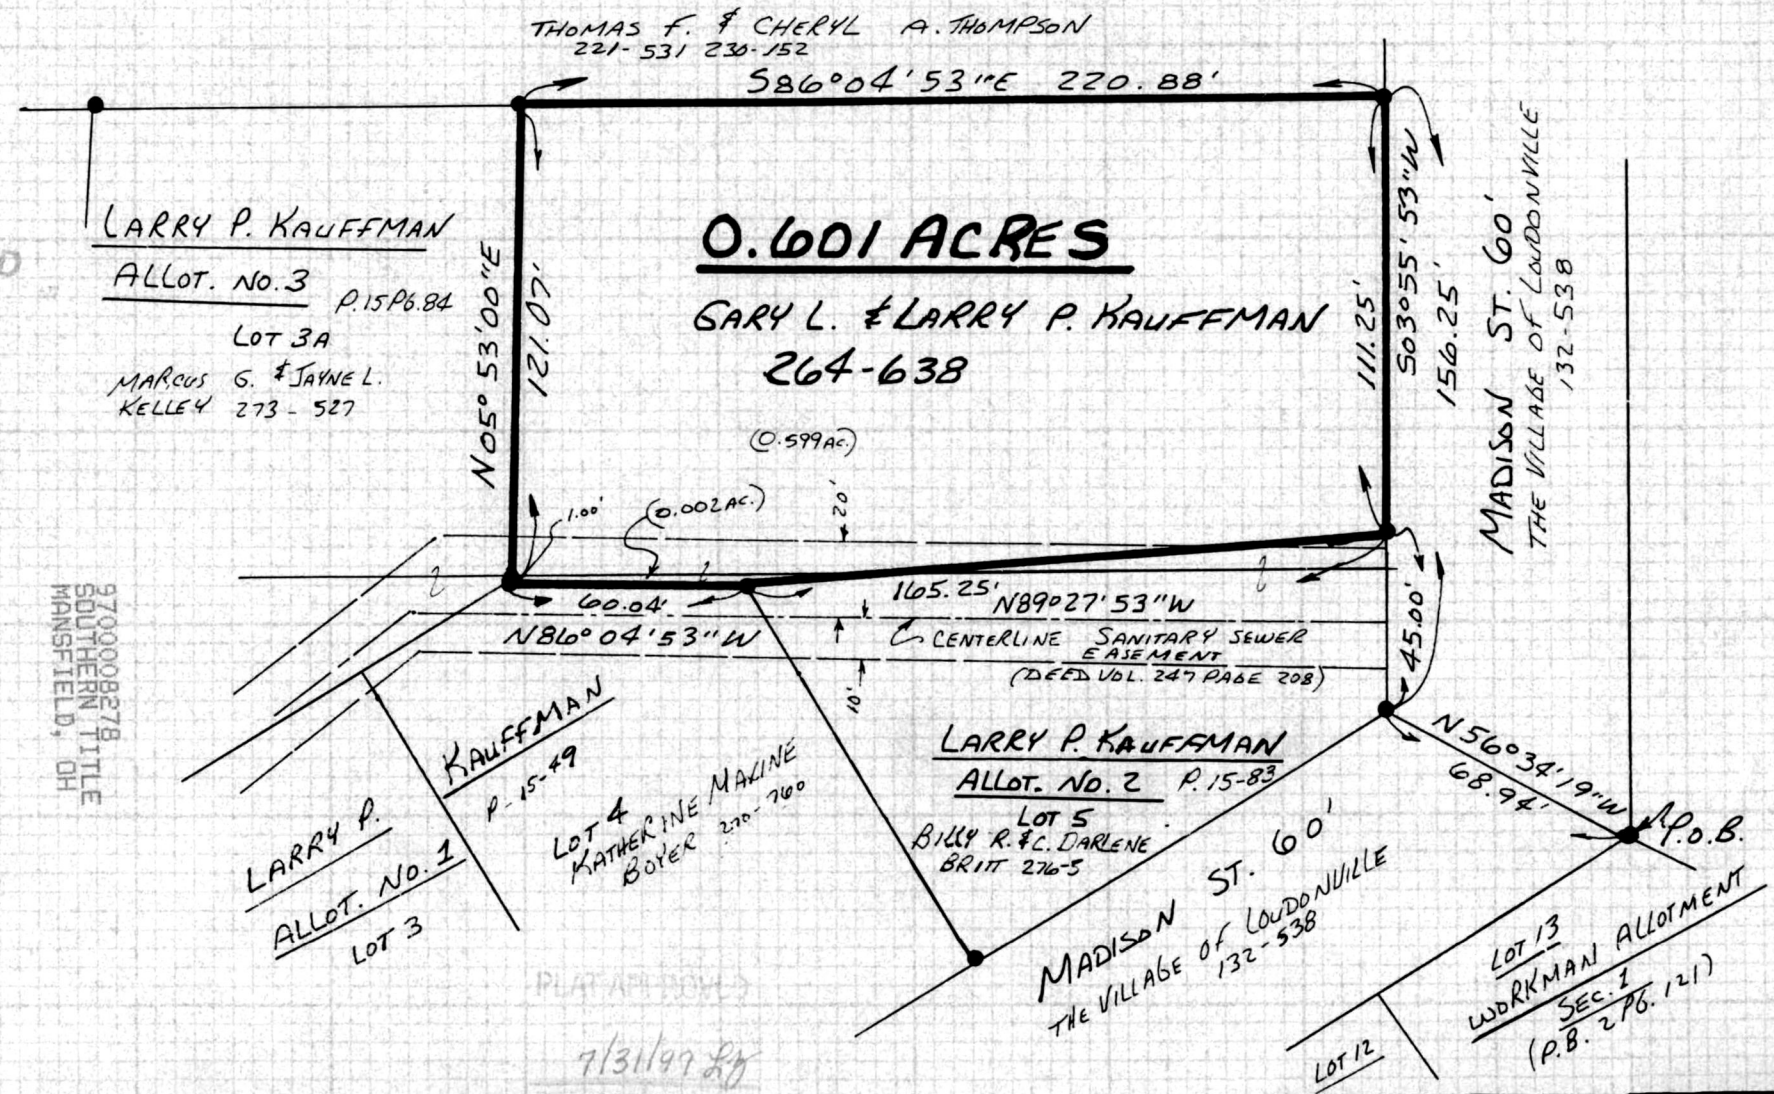 THOMAS F. & CHERYL A. THOMPSON
221-531 230-152
S86°04'53"E 220.88'
LARRY P. KAUFFMAN
ALLOT. NO. 3
P.15 PG.84
LOT 3A
MARCUS G. & JAYNE L.
KELLEY 273-527
N05°53'00"E
121.07'
0.601 ACRES
GARY L. & LARRY P. KAUFFMAN
264-638
(0.599 AC.)
111.25'
S03°55'53"W
156.25'
MADISON ST. 60'
THE VILLAGE OF LOUDONVILLE
132-538
1.00'
(0.002 AC.)
20'
60.04'
N86°04'53"W
165.25'
N89°27'53"W
CENTERLINE SANITARY SEWER
EASEMENT
(DEED VOL. 247 PAGE 208)
10'
45.00'
9700008278
SOUTHERN TITLE
MANSFIELD, OH
LARRY P. KAUFFMAN
P-15-49
ALLOT. NO. 1
LOT 3
LOT 4
KATHERINE MAXINE
BOYER 270-760
LARRY P. KAUFFMAN
ALLOT. NO. 2 P.15-83
LOT 5
BILLY R. & C. DARLENE
BRITT 276-5
N56°34'19"W
68.94'
P.O.B.
MADISON ST. 60'
THE VILLAGE OF LOUDONVILLE
132-538
LOT 13
WORKMAN ALLOTMENT
SEC. 1
(P.B. 2 PG. 121)
LOT 12
PLAT APPROVED
7/31/97